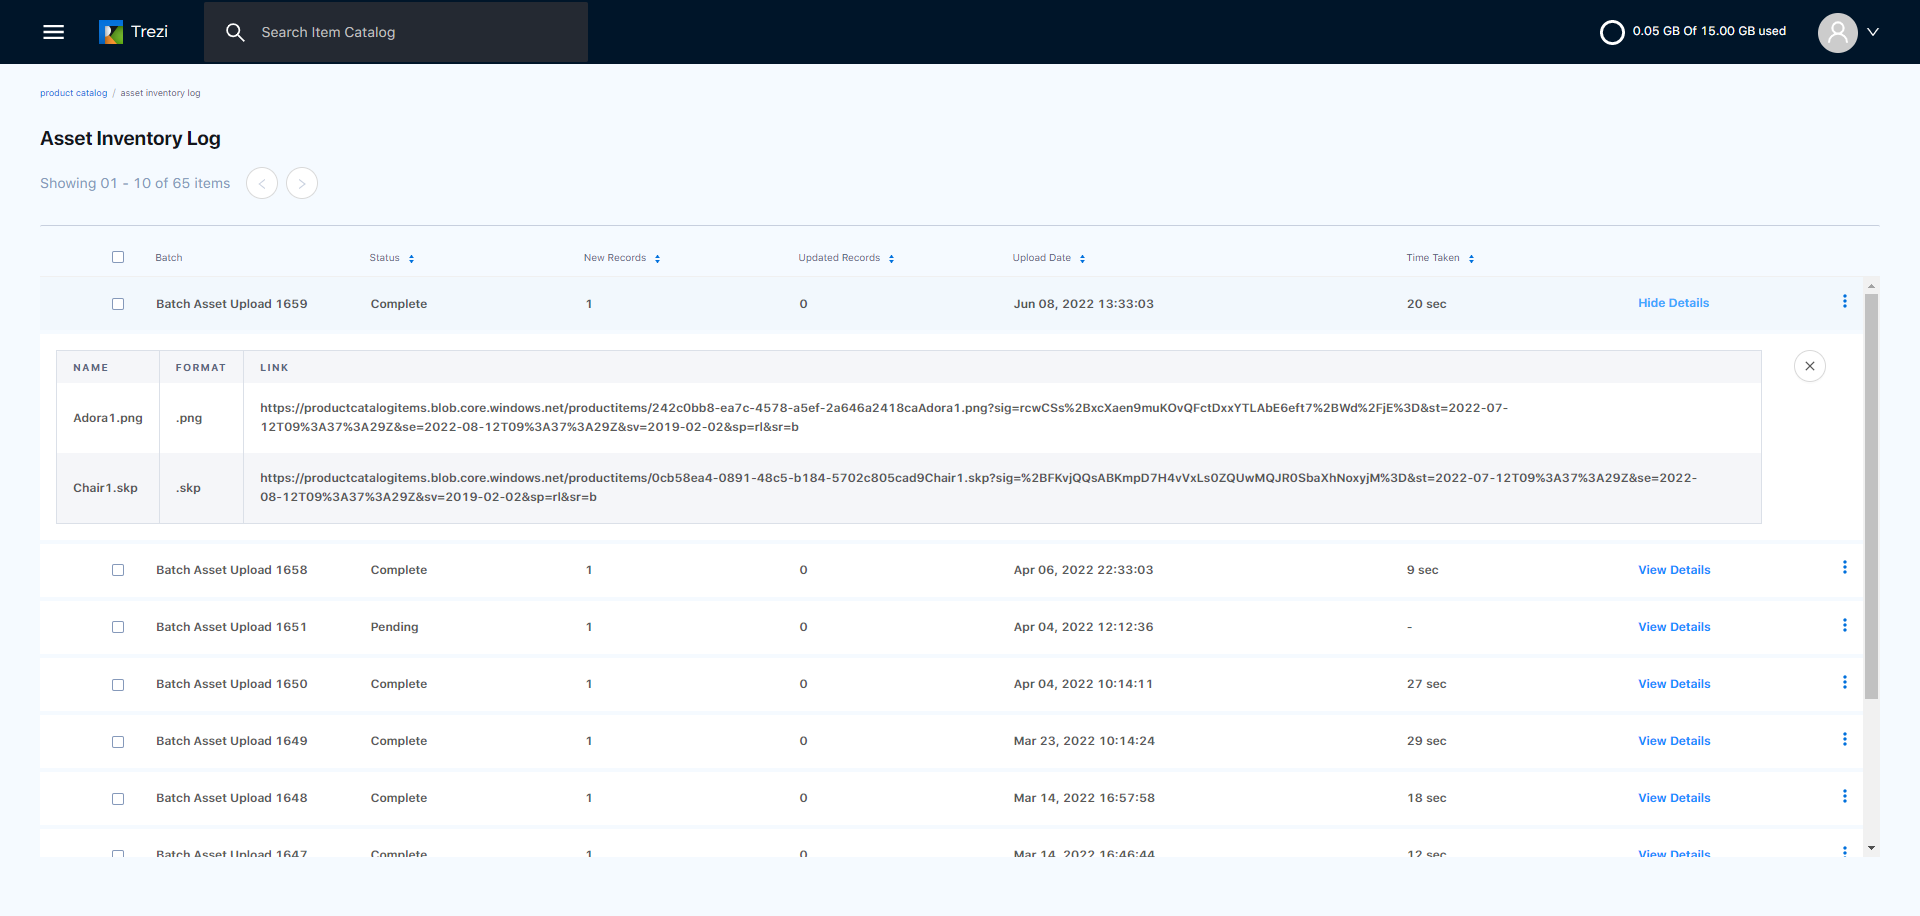 Trezi
Search Item Catalog
0.05 GB Of 15.00 GB used
product catalog / asset inventory log
Asset Inventory Log
Showing 01 - 10 of 65 items < >
Batch Status New Records Updated Records Upload Date Time Taken
Batch Asset Upload 1659 Complete 1 0 Jun 08, 2022 13:33:03 20 sec Hide Details
NAME FORMAT LINK
Adora1.png .png https://productcatalogitems.blob.core.windows.net/productitems/242c0bb8-ea7c-4578-a5ef-2a646a2418caAdora1.png?sig=rcwCSs%2BxcXaen9muKOvQFctDxxYTLAbE6eft7%2BWd%2FjE%3D&st=2022-07-
12T09%3A37%3A29Z&se=2022-08-12T09%3A37%3A29Z&sv=2019-02-02&sp=rl&sr=b
Chair1.skp .skp https://productcatalogitems.blob.core.windows.net/productitems/0cb58ea4-0891-48c5-b184-5702c805cad9Chair1.skp?sig=%2BFKvjQQsABKmpD7H4vVxLs0ZQUwMQJR0SbaXhNoxyjM%3D&st=2022-07-12T09%3A37%3A29Z&se=2022-
08-12T09%3A37%3A29Z&sv=2019-02-02&sp=rl&sr=b
Batch Asset Upload 1658 Complete 1 0 Apr 06, 2022 22:33:03 9 sec View Details
Batch Asset Upload 1651 Pending 1 0 Apr 04, 2022 12:12:36 - View Details
Batch Asset Upload 1650 Complete 1 0 Apr 04, 2022 10:14:11 27 sec View Details
Batch Asset Upload 1649 Complete 1 0 Mar 23, 2022 10:14:24 29 sec View Details
Batch Asset Upload 1648 Complete 1 0 Mar 14, 2022 16:57:58 18 sec View Details
Batch Asset Upload 1647 Complete 1 0 Mar 14, 2022 16:46:44 12 sec View Details